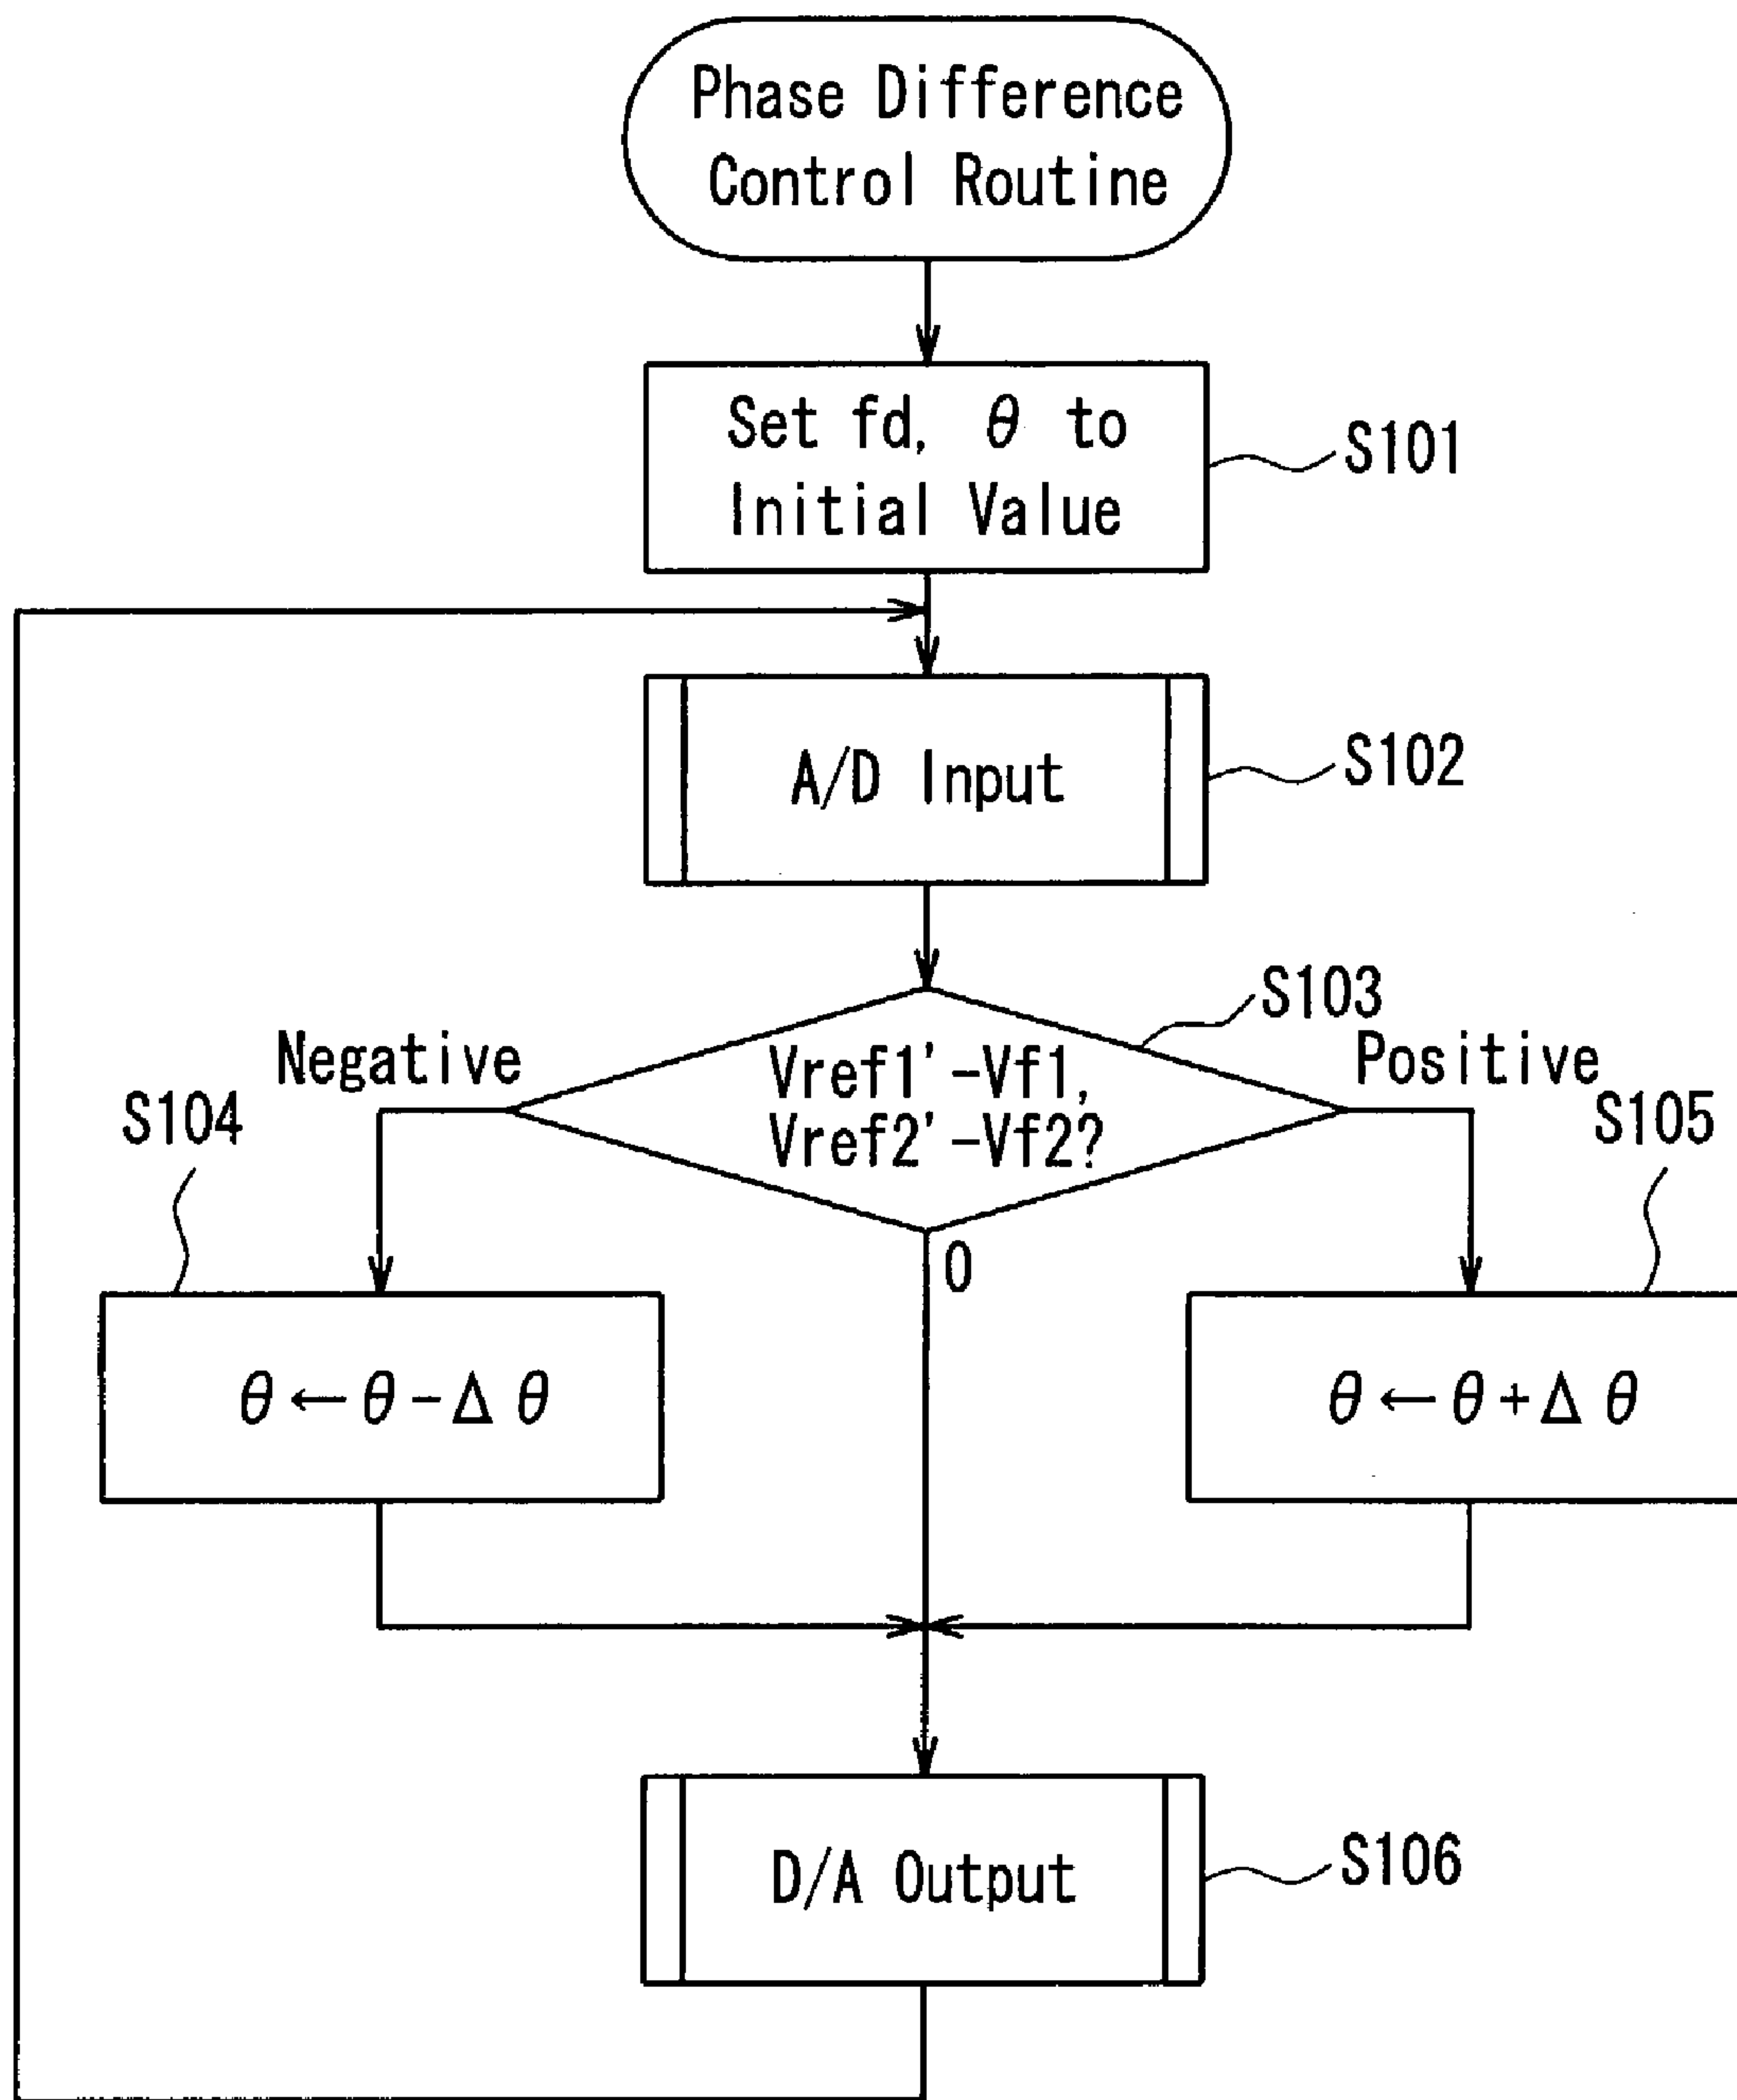 Phase Difference
Control Routine
Set fd, θ to
Initial Value
S101
A/D Input
S102
S103
Vref1'-Vf1,
Vref2'-Vf2?
Negative
Positive
0
S104
θ←θ-Δθ
S105
θ←θ+Δθ
D/A Output
S106